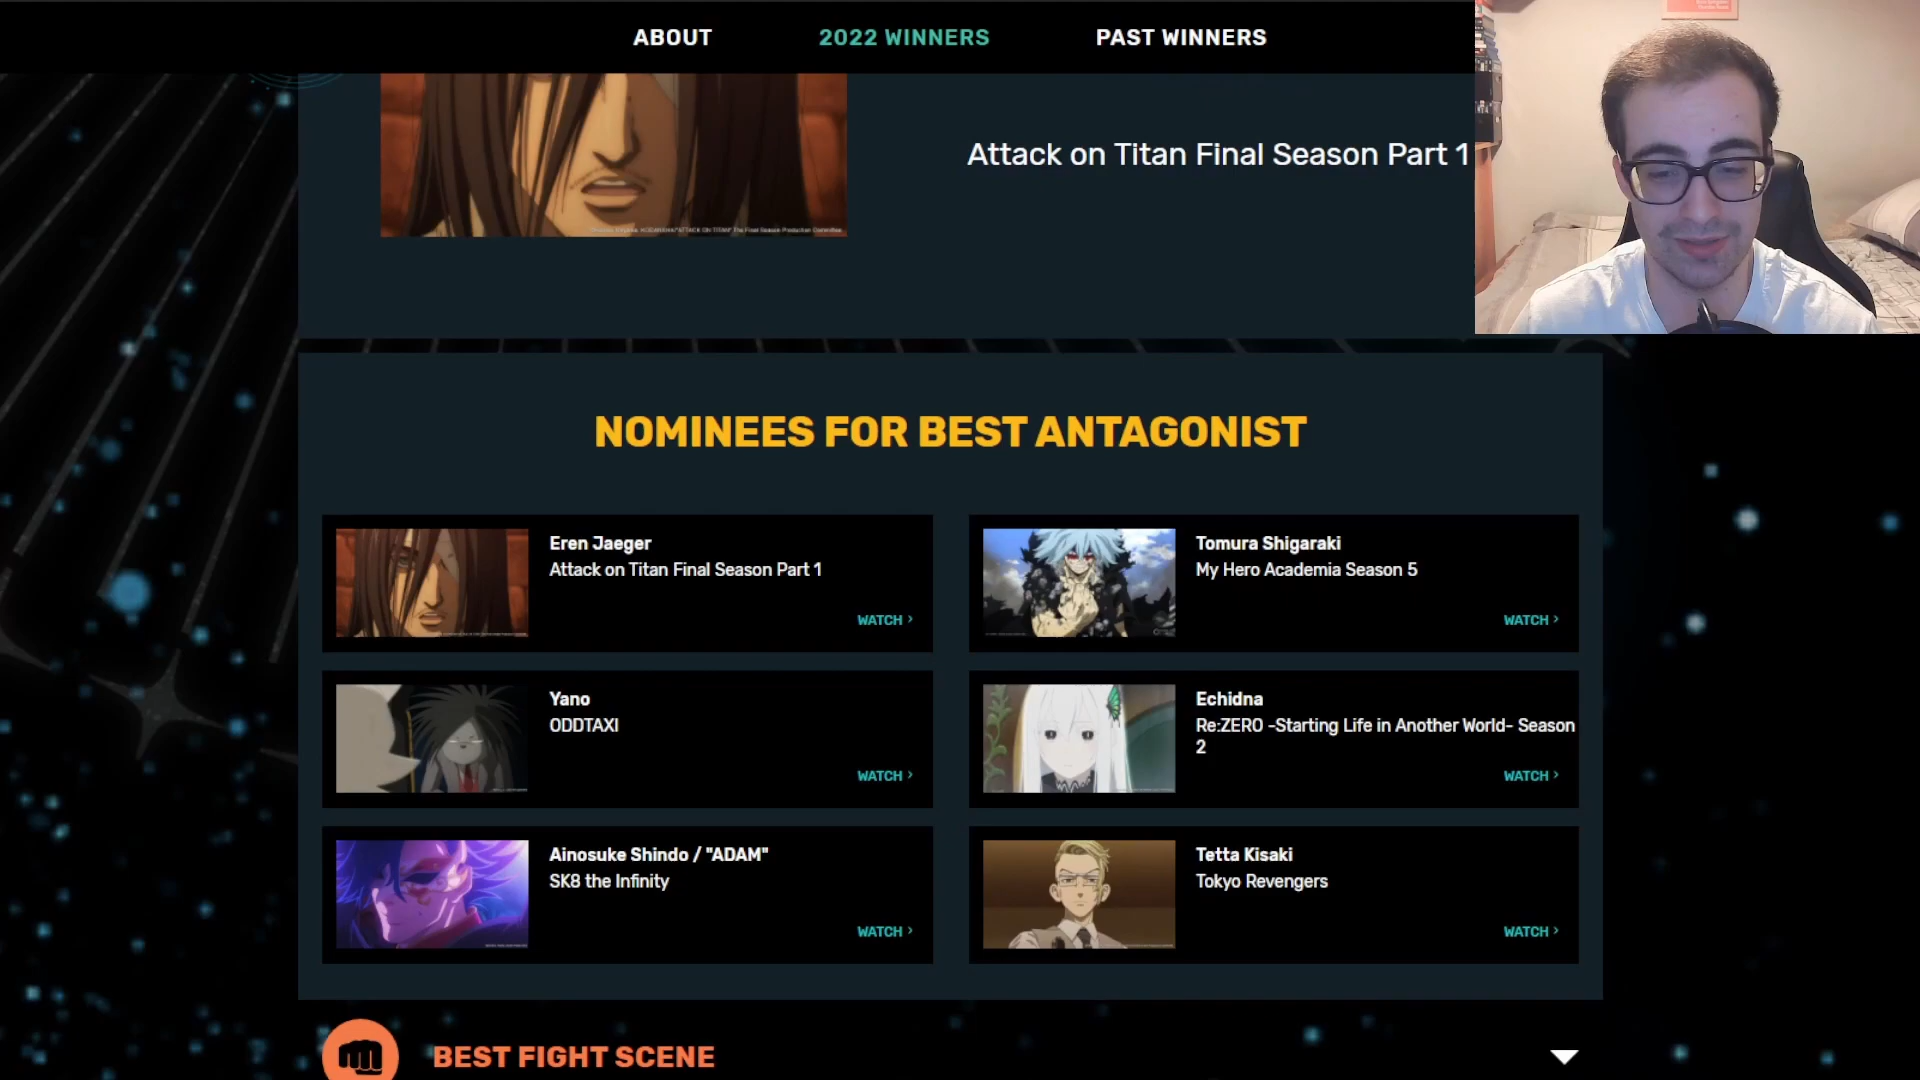 ABOUT
2022 WINNERS
PAST WINNERS
Attack on Titan Final Season Part 1
NOMINEES FOR BEST ANTAGONIST
Eren Jaeger
Attack on Titan Final Season Part 1
WATCH
Tomura Shigaraki
My Hero Academia Season 5
WATCH
Yano
ODDTAXI
WATCH
Echidna
Re:ZERO -Starting Life in Another World- Season
2
WATCH
Ainosuke Shindo / "ADAM"
SK8 the Infinity
WATCH
Tetta Kisaki
Tokyo Revengers
WATCH
BEST FIGHT SCENE